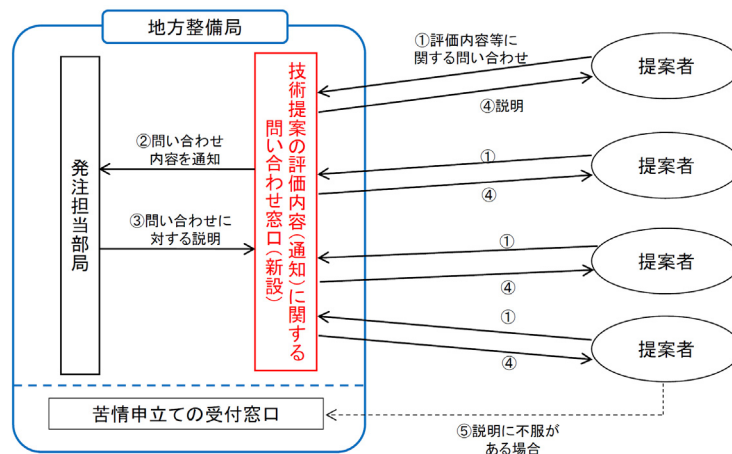 地方整備局
①評価内容等に
関する問い合わせ
提案者
④説明
発注担当部局
②問い合わせ
内容を通知
③問い合わせに
対する説明
技術提案の評価内容(通知)に関する
問い合わせ窓口(新設)
①
提案者
④
①
提案者
④
①
提案者
④
苦情申立ての受付窓口
⑤説明に不服が
ある場合